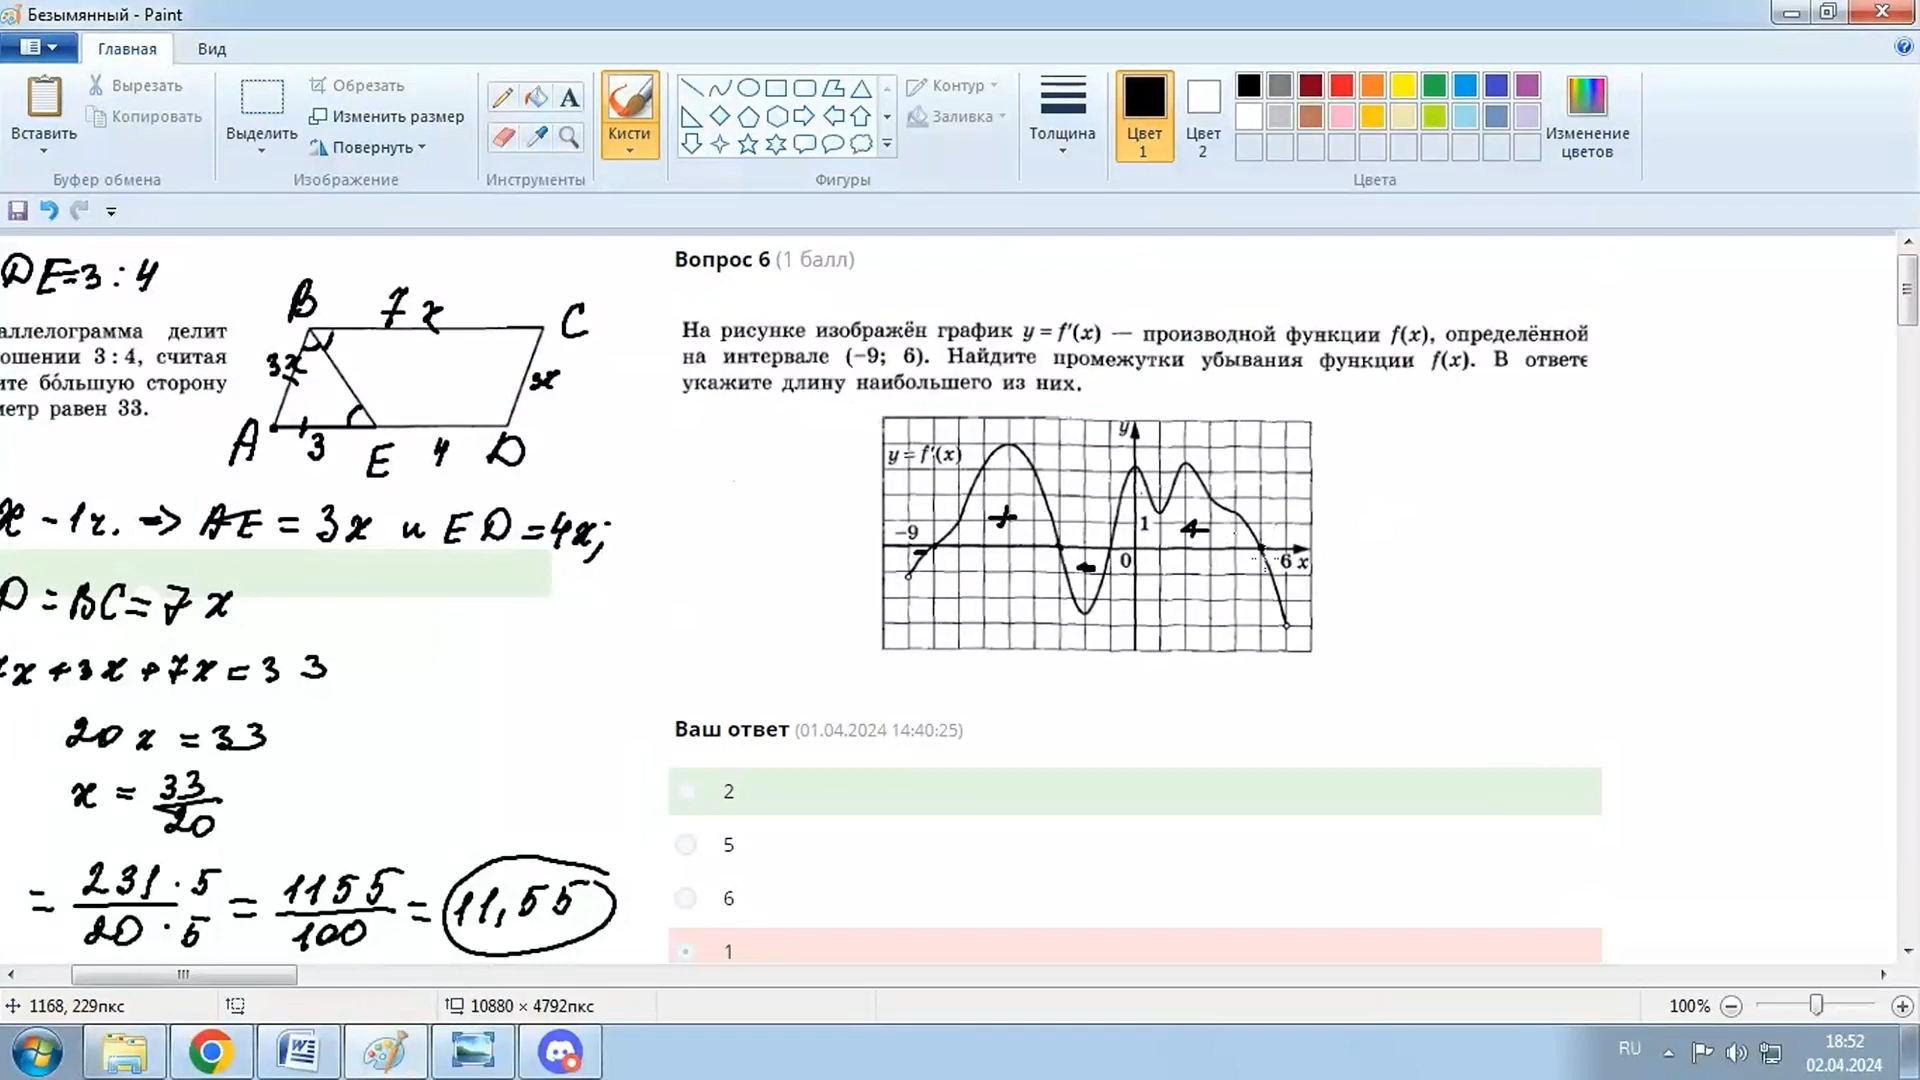 Безымянный - Paint
Главная
Вид
Вставить
Вырезать
Копировать
Буфер обмена
Выделить
Обрезать
Изменить размер
Повернуть
Изображение
A
Инструменты
Кисти
Фигуры
Контур
Заливка
Толщина
Цвет 1
Цвет 2
Изменение цветов
Цвета
DE=3:4
аллелограмма делит
ошении 3 : 4, считая
ите бо́льшую сторону
метр равен 33.
B 7x C
3x 3x
A 3 E 4 D
x - 1ч. => AE = 3x и ED = 4x;
D = BC = 7x
x + 3x + 7x = 33
20x = 33
x = 33/20
= 231 · 5 / 20 · 5 = 1155/100 = 11,55
Вопрос 6 (1 балл)
На рисунке изображён график y = f′(x) — производной функции f(x), определённой
на интервале (−9; 6). Найдите промежутки убывания функции f(x). В ответе
укажите длину наибольшего из них.
y
y = f′(x)
+
−9 1 +
- - 0 6 x
Ваш ответ (01.04.2024 14:40:25)
2
5
6
1
1168, 229пкс
10880 × 4792пкс
100%
RU
18:52
02.04.2024